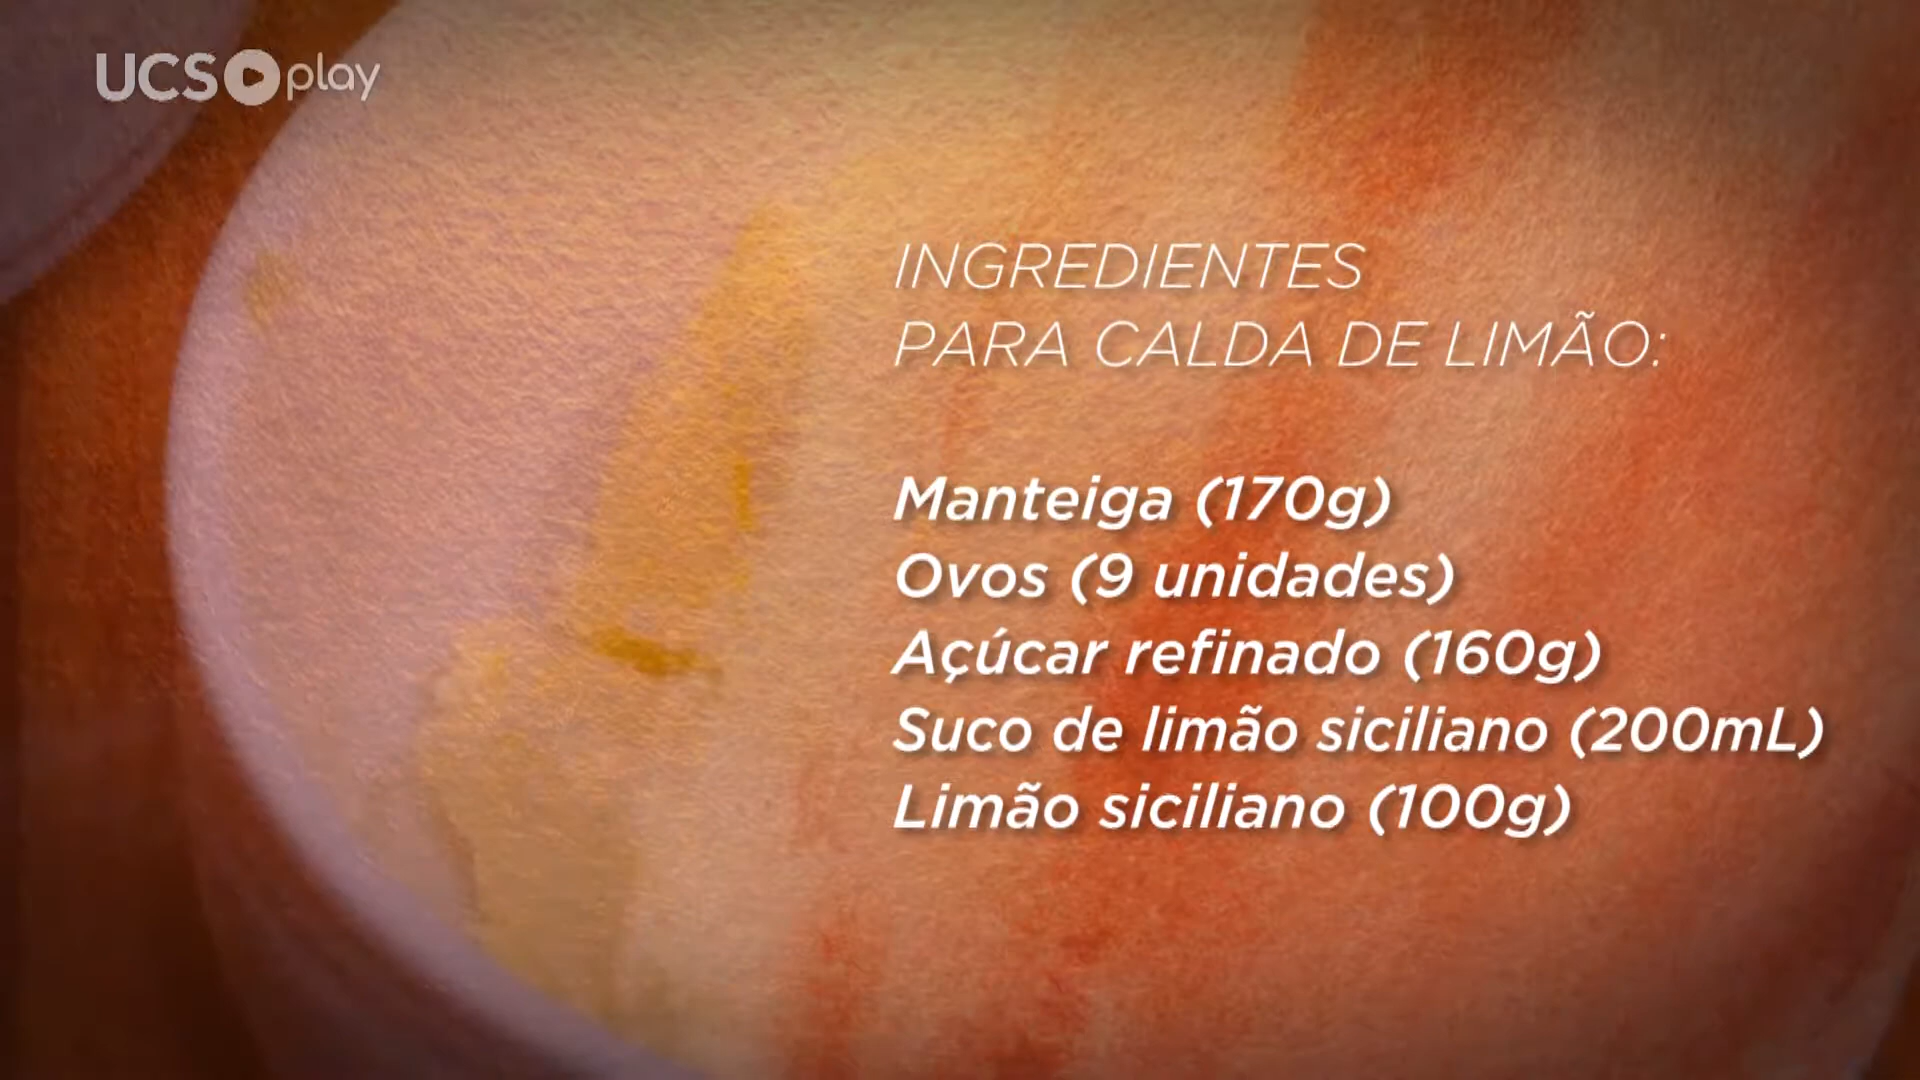 UCS play
INGREDIENTES
PARA CALDA DE LIMÃO:
Manteiga (170g)
Ovos (9 unidades)
Açúcar refinado (160g)
Suco de limão siciliano (200mL)
Limão siciliano (100g)